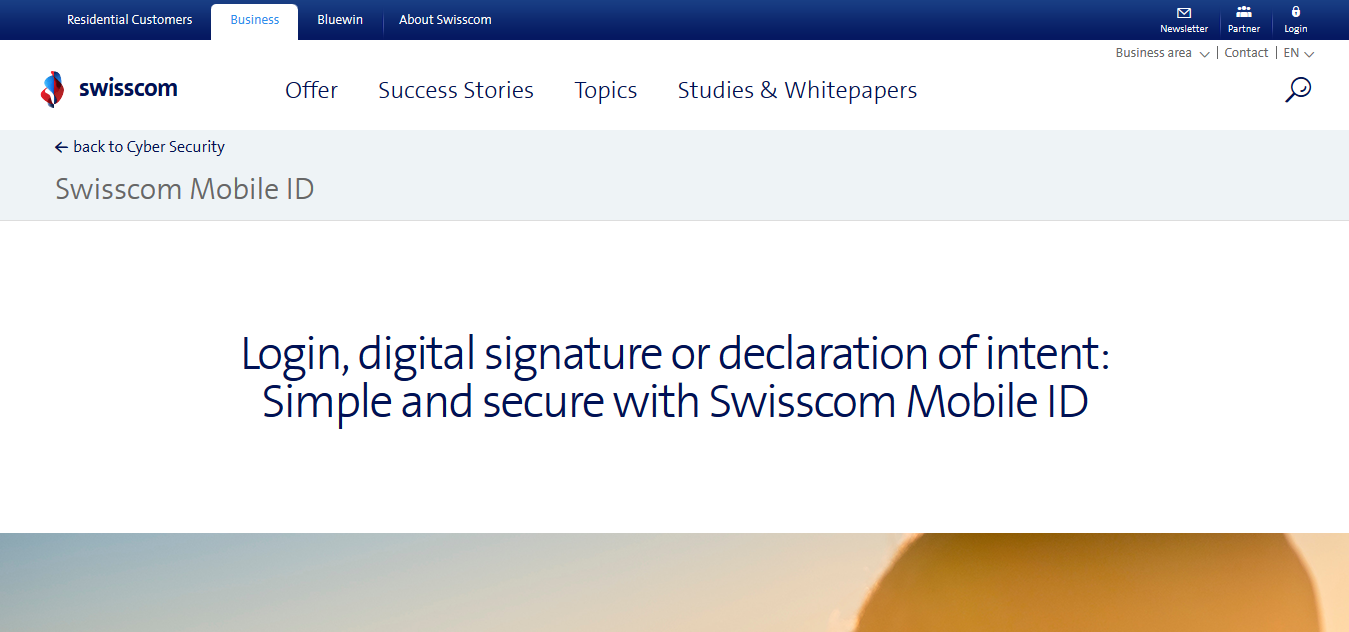 Residential Customers
Business
Bluewin
About Swisscom
Newsletter
Partner
Login
Business area
Contact
EN
swisscom
Offer
Success Stories
Topics
Studies & Whitepapers
back to Cyber Security
Swisscom Mobile ID
Login, digital signature or declaration of intent:
Simple and secure with Swisscom Mobile ID